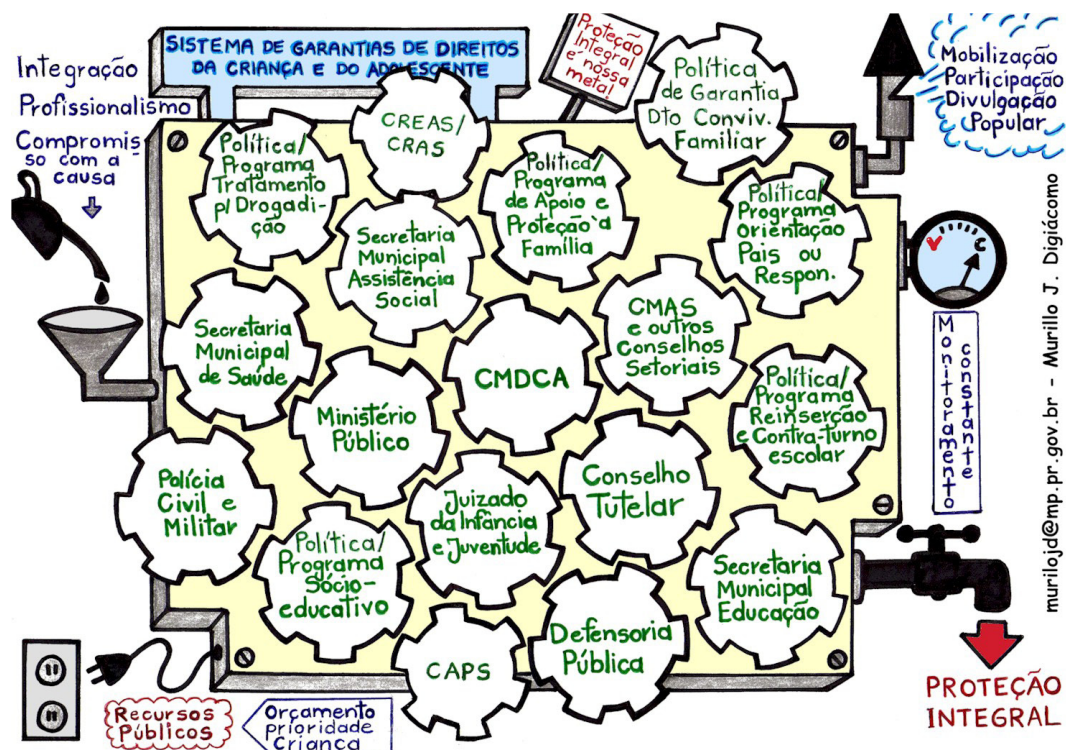 SISTEMA DE GARANTIAS DE DIREITOS
DA CRIANÇA E DO ADOLESCENTE
Proteção
Integral
é nossa
meta!
Integração
Profissionalismo
Compromis
so com a
causa
Mobilização
Participação
Divulgação
Popular
Política
de Garantia
Dto Conviv.
Familiar
CREAS/
CRAS
Política/
Programa
Tratamento
p/ Drogadi-
ção
Política/
Programa
de Apoio e
Proteção à
Família
Política/
Programa
Orientação
Pais ou
Respon.
Secretaria
Municipal
Assistência
Social
V C
CMAS
e outros
Conselhos
Setoriais
Secretaria
Municipal
de Saúde
CMDCA
Política/
Programa
Reinserção
e Contra-turno
escolar
Monitoramento
constante
Ministério
Público
Conselho
Tutelar
Polícia
Civil e
Militar
Juizado
da Infância
e Juventude
Política/
Programa
Sócio-
educativo
Secretaria
Municipal
Educação
Defensoria
Pública
CAPS
Recursos
Públicos
Orçamento
prioridade
Criança
PROTEÇÃO
INTEGRAL
murilojd@mp.pr.gov.br - Murillo J. Digiácomo